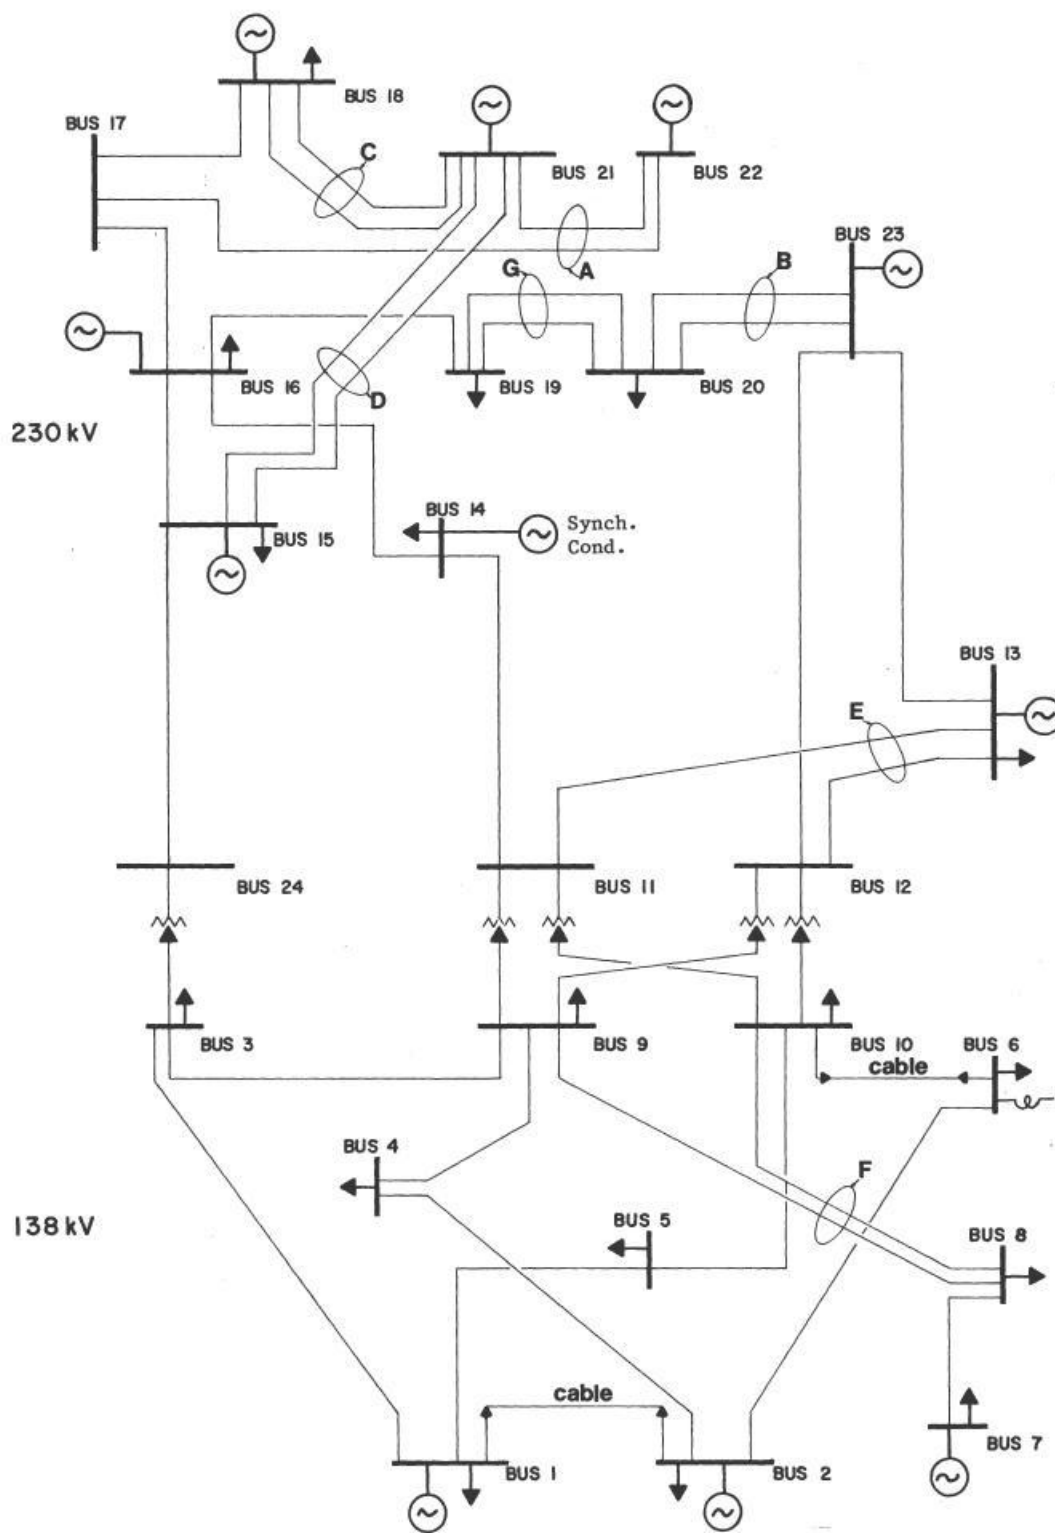 BUS 18
BUS 17
C
BUS 21
BUS 22
A
BUS 23
G
B
BUS 16
D
BUS 19
BUS 20
230 kV
BUS 14
Synch.
Cond.
BUS 15
BUS 13
E
BUS 24
BUS 11
BUS 12
BUS 3
BUS 9
BUS 10
BUS 6
cable
BUS 4
F
138 kV
BUS 5
BUS 8
cable
BUS 1
BUS 2
BUS 7